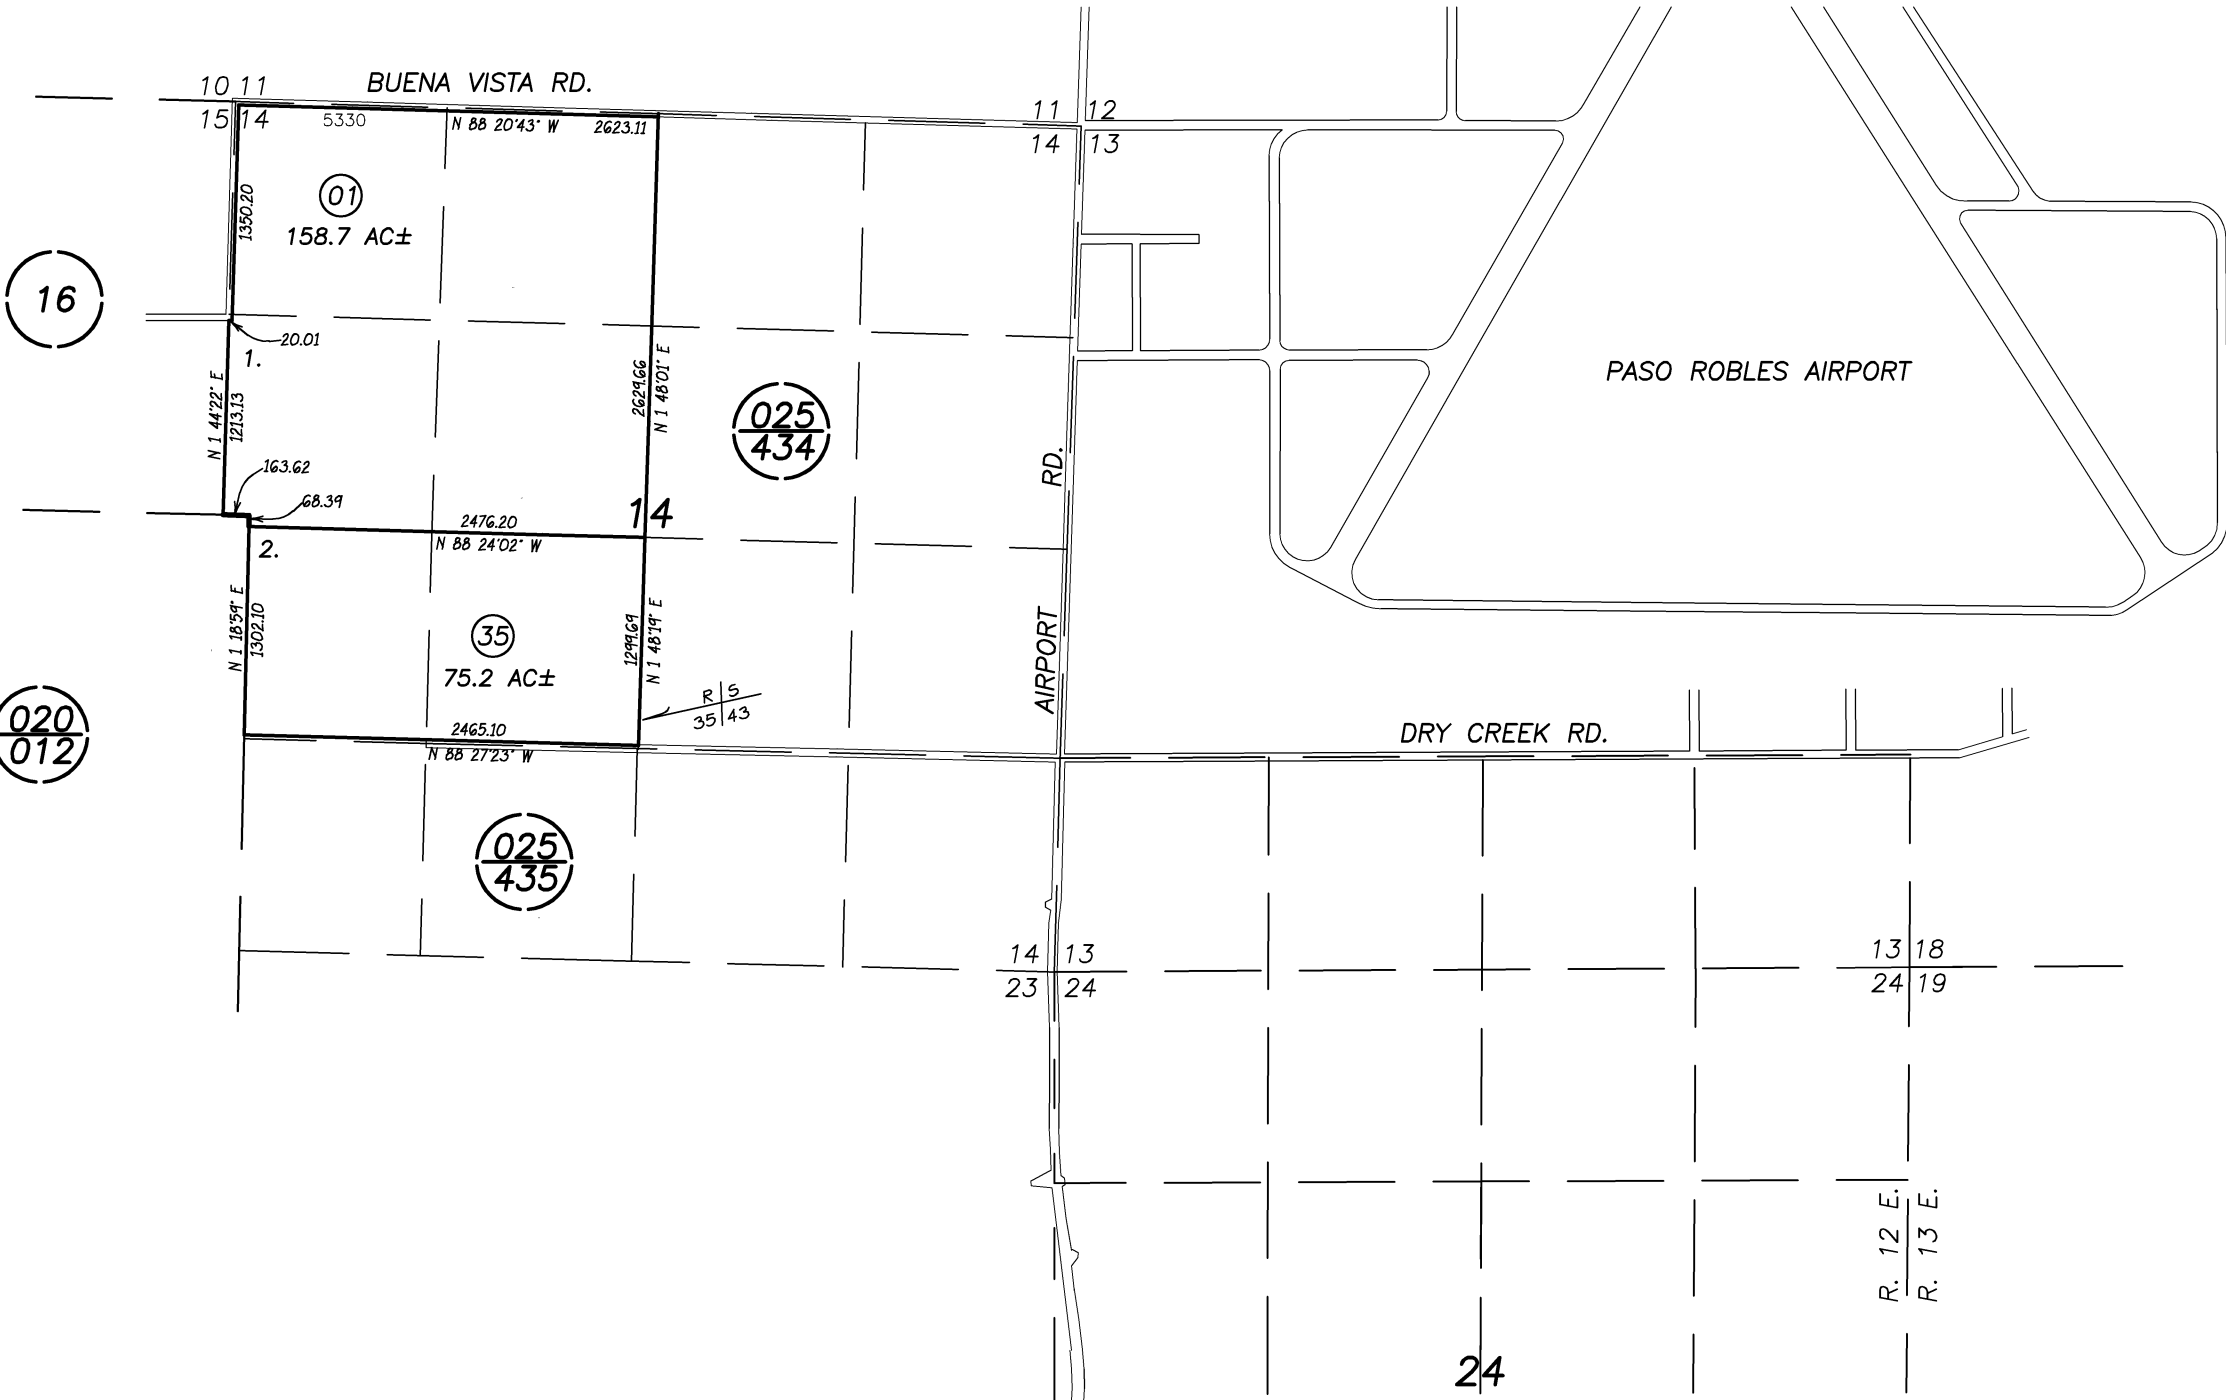 BUENA VISTA RD.
10 11
15 14
5330
N 88 20'43" W
2623.11
11 12
14 13
01
158.7 AC±
1350.20
16
20.01
1.
N 1 44'22" E
1213.13
2629.66
N 1 48'01" E
025
434
PASO ROBLES AIRPORT
163.62
68.39
2476.20
14
N 88 24'02" W
2.
AIRPORT RD.
N 1 18'59" E
1302.10
35
75.2 AC±
1299.69
N 1 48'19" E
R S
35 43
020
012
2465.10
N 88 27'23" W
DRY CREEK RD.
025
435
14 13
23 24
13 18
24 19
R. 12 E.
R. 13 E.
24